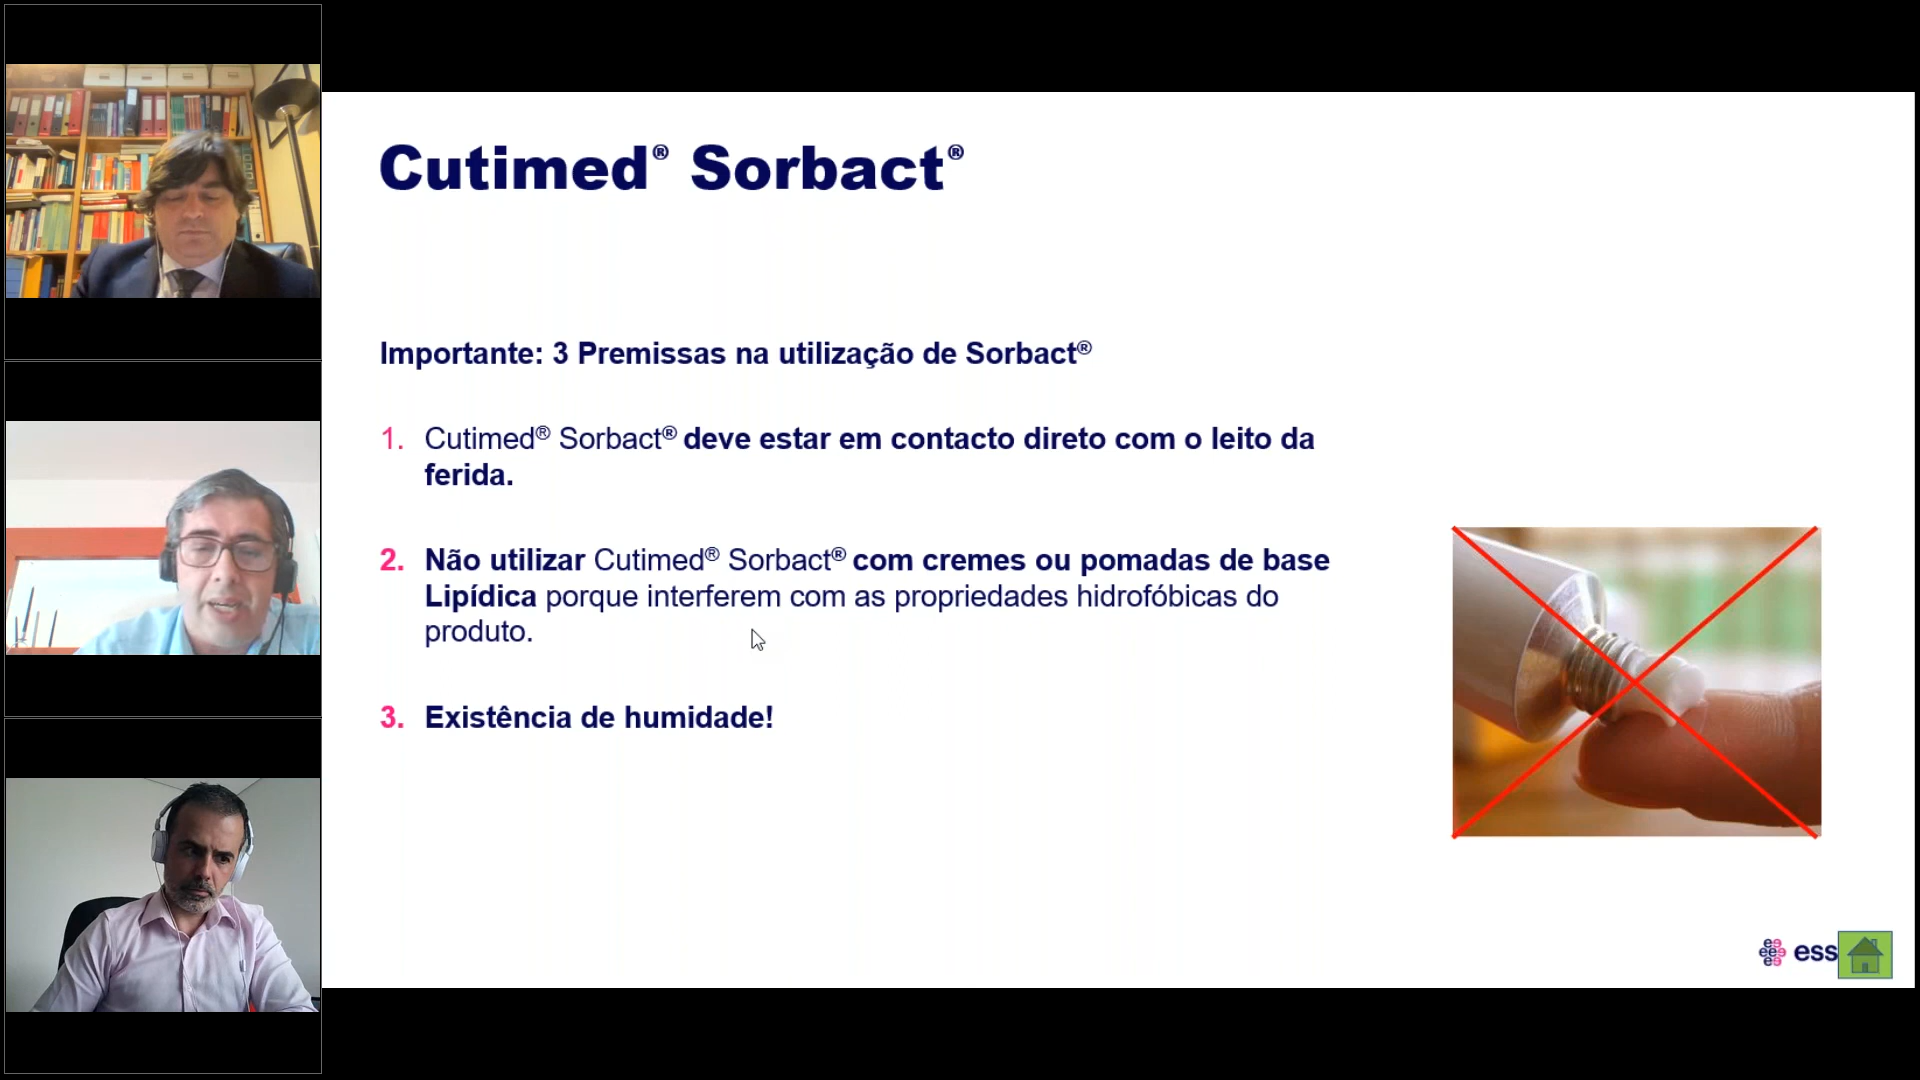 Cutimed® Sorbact®
Importante: 3 Premissas na utilização de Sorbact®
1. Cutimed® Sorbact® deve estar em contacto direto com o leito da
ferida.
2. Não utilizar Cutimed® Sorbact® com cremes ou pomadas de base
Lipídica porque interferem com as propriedades hidrofóbicas do
produto.
3. Existência de humidade!
ess